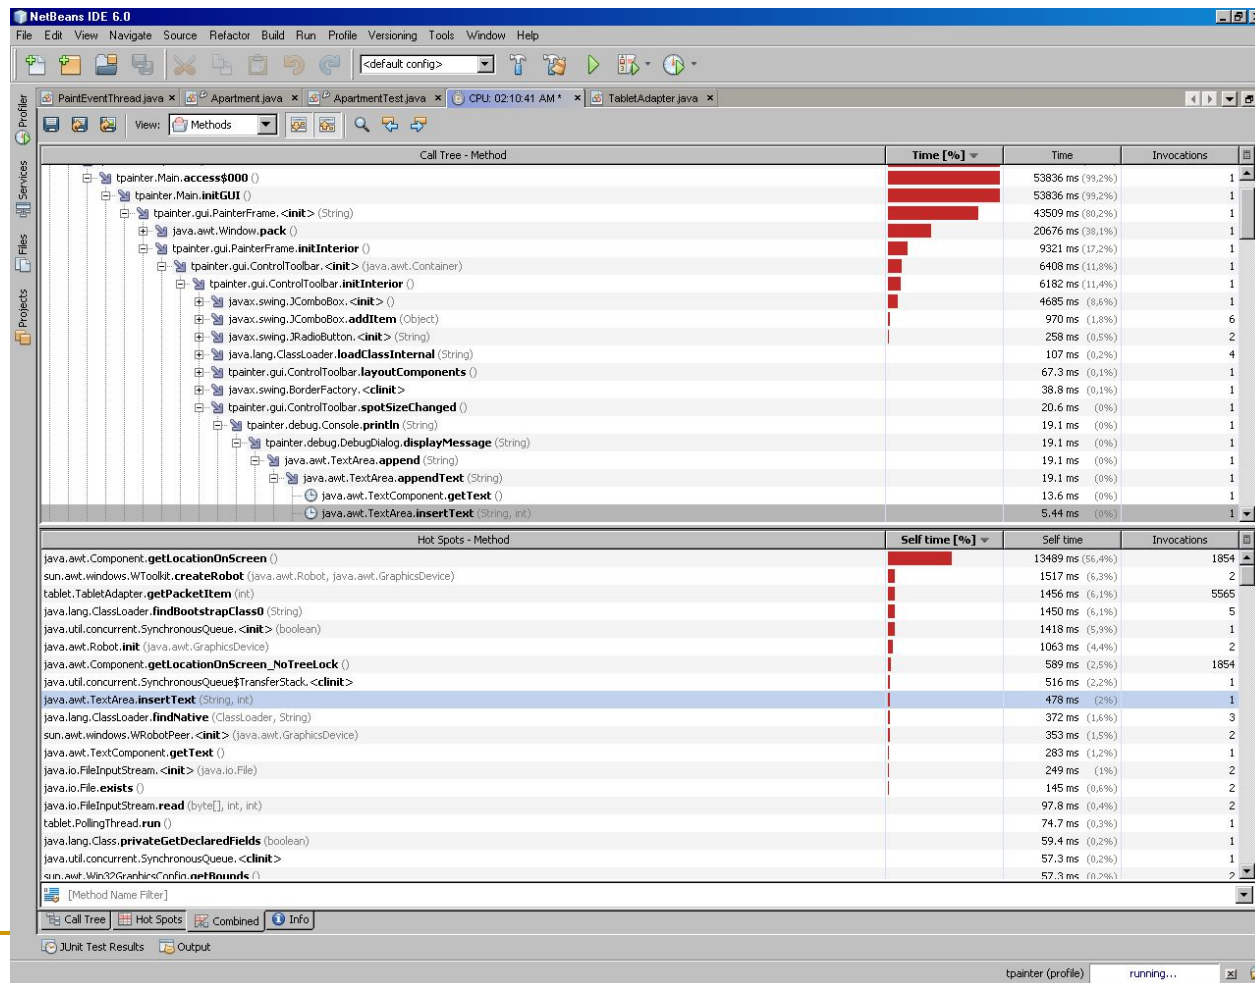 NetBeans IDE 6.0
File Edit View Navigate Source Refactor Build Run Profile Versioning Tools Window Help
<default config>
PaintEventThread.java × Apartment.java × ApartmentTest.java × CPU: 02:10:41 AM * × TabletAdapter.java ×
View: Methods
Profiler
Services
Files
Projects
Call Tree - Method Time [%] Time Invocations
tpainter.Main.access$000 () 53836 ms (99,2%) 1
tpainter.Main.initGUI () 53836 ms (99,2%) 1
tpainter.gui.PainterFrame.<init> (String) 43509 ms (80,2%) 1
java.awt.Window.pack () 20676 ms (38,1%) 1
tpainter.gui.PainterFrame.initInterior () 9321 ms (17,2%) 1
tpainter.gui.ControlToolbar.<init> (java.awt.Container) 6408 ms (11,8%) 1
tpainter.gui.ControlToolbar.initInterior () 6182 ms (11,4%) 1
javax.swing.JComboBox.<init> () 4685 ms (8,6%) 1
javax.swing.JComboBox.addItem (Object) 970 ms (1,8%) 6
javax.swing.JRadioButton.<init> (String) 258 ms (0,5%) 2
java.lang.ClassLoader.loadClassInternal (String) 107 ms (0,2%) 4
tpainter.gui.ControlToolbar.layoutComponents () 67.3 ms (0,1%) 1
javax.swing.BorderFactory.<clinit> 38.8 ms (0,1%) 1
tpainter.gui.ControlToolbar.spotSizeChanged () 20.6 ms (0%) 1
tpainter.debug.Console.println (String) 19.1 ms (0%) 1
tpainter.debug.DebugDialog.displayMessage (String) 19.1 ms (0%) 1
java.awt.TextArea.append (String) 19.1 ms (0%) 1
java.awt.TextArea.appendText (String) 19.1 ms (0%) 1
java.awt.TextComponent.getText () 13.6 ms (0%) 1
java.awt.TextArea.insertText (String, int) 5.44 ms (0%) 1
Hot Spots - Method Self time [%] Self time Invocations
java.awt.Component.getLocationOnScreen () 13489 ms (56,4%) 1854
sun.awt.windows.WToolkit.createRobot (java.awt.Robot, java.awt.GraphicsDevice) 1517 ms (6,3%) 2
tablet.TabletAdapter.getPacketItem (int) 1456 ms (6,1%) 5565
java.lang.ClassLoader.findBootstrapClass0 (String) 1450 ms (6,1%) 5
java.util.concurrent.SynchronousQueue.<init> (boolean) 1418 ms (5,9%) 1
java.awt.Robot.init (java.awt.GraphicsDevice) 1063 ms (4,4%) 2
java.awt.Component.getLocationOnScreen_NoTreeLock () 589 ms (2,5%) 1854
java.util.concurrent.SynchronousQueue$TransferStack.<clinit> 516 ms (2,2%) 1
java.awt.TextArea.insertText (String, int) 478 ms (2%) 1
java.lang.ClassLoader.findNative (ClassLoader, String) 372 ms (1,6%) 3
sun.awt.windows.WRobotPeer.<init> (java.awt.GraphicsDevice) 353 ms (1,5%) 2
java.awt.TextComponent.getText () 283 ms (1,2%) 1
java.io.FileInputStream.<init> (java.io.File) 249 ms (1%) 2
java.io.File.exists () 145 ms (0,6%) 2
java.io.FileInputStream.read (byte[], int, int) 97.8 ms (0,4%) 2
tablet.PollingThread.run () 74.7 ms (0,3%) 1
java.lang.Class.privateGetDeclaredFields (boolean) 59.4 ms (0,2%) 1
java.util.concurrent.SynchronousQueue.<clinit> 57.3 ms (0,2%) 1
sun.awt.Win32GraphicsConfig.getBounds () 57.3 ms (0,2%) 2
[Method Name Filter]
Call Tree Hot Spots Combined Info
JUnit Test Results Output
tpainter (profile) running...